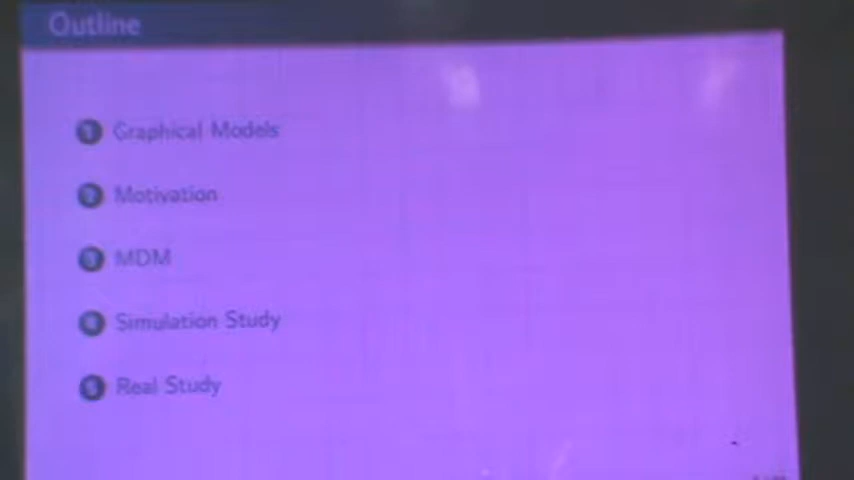 Outline
1 Graphical Models
2 Motivation
3 MDM
4 Simulation Study
5 Real Study